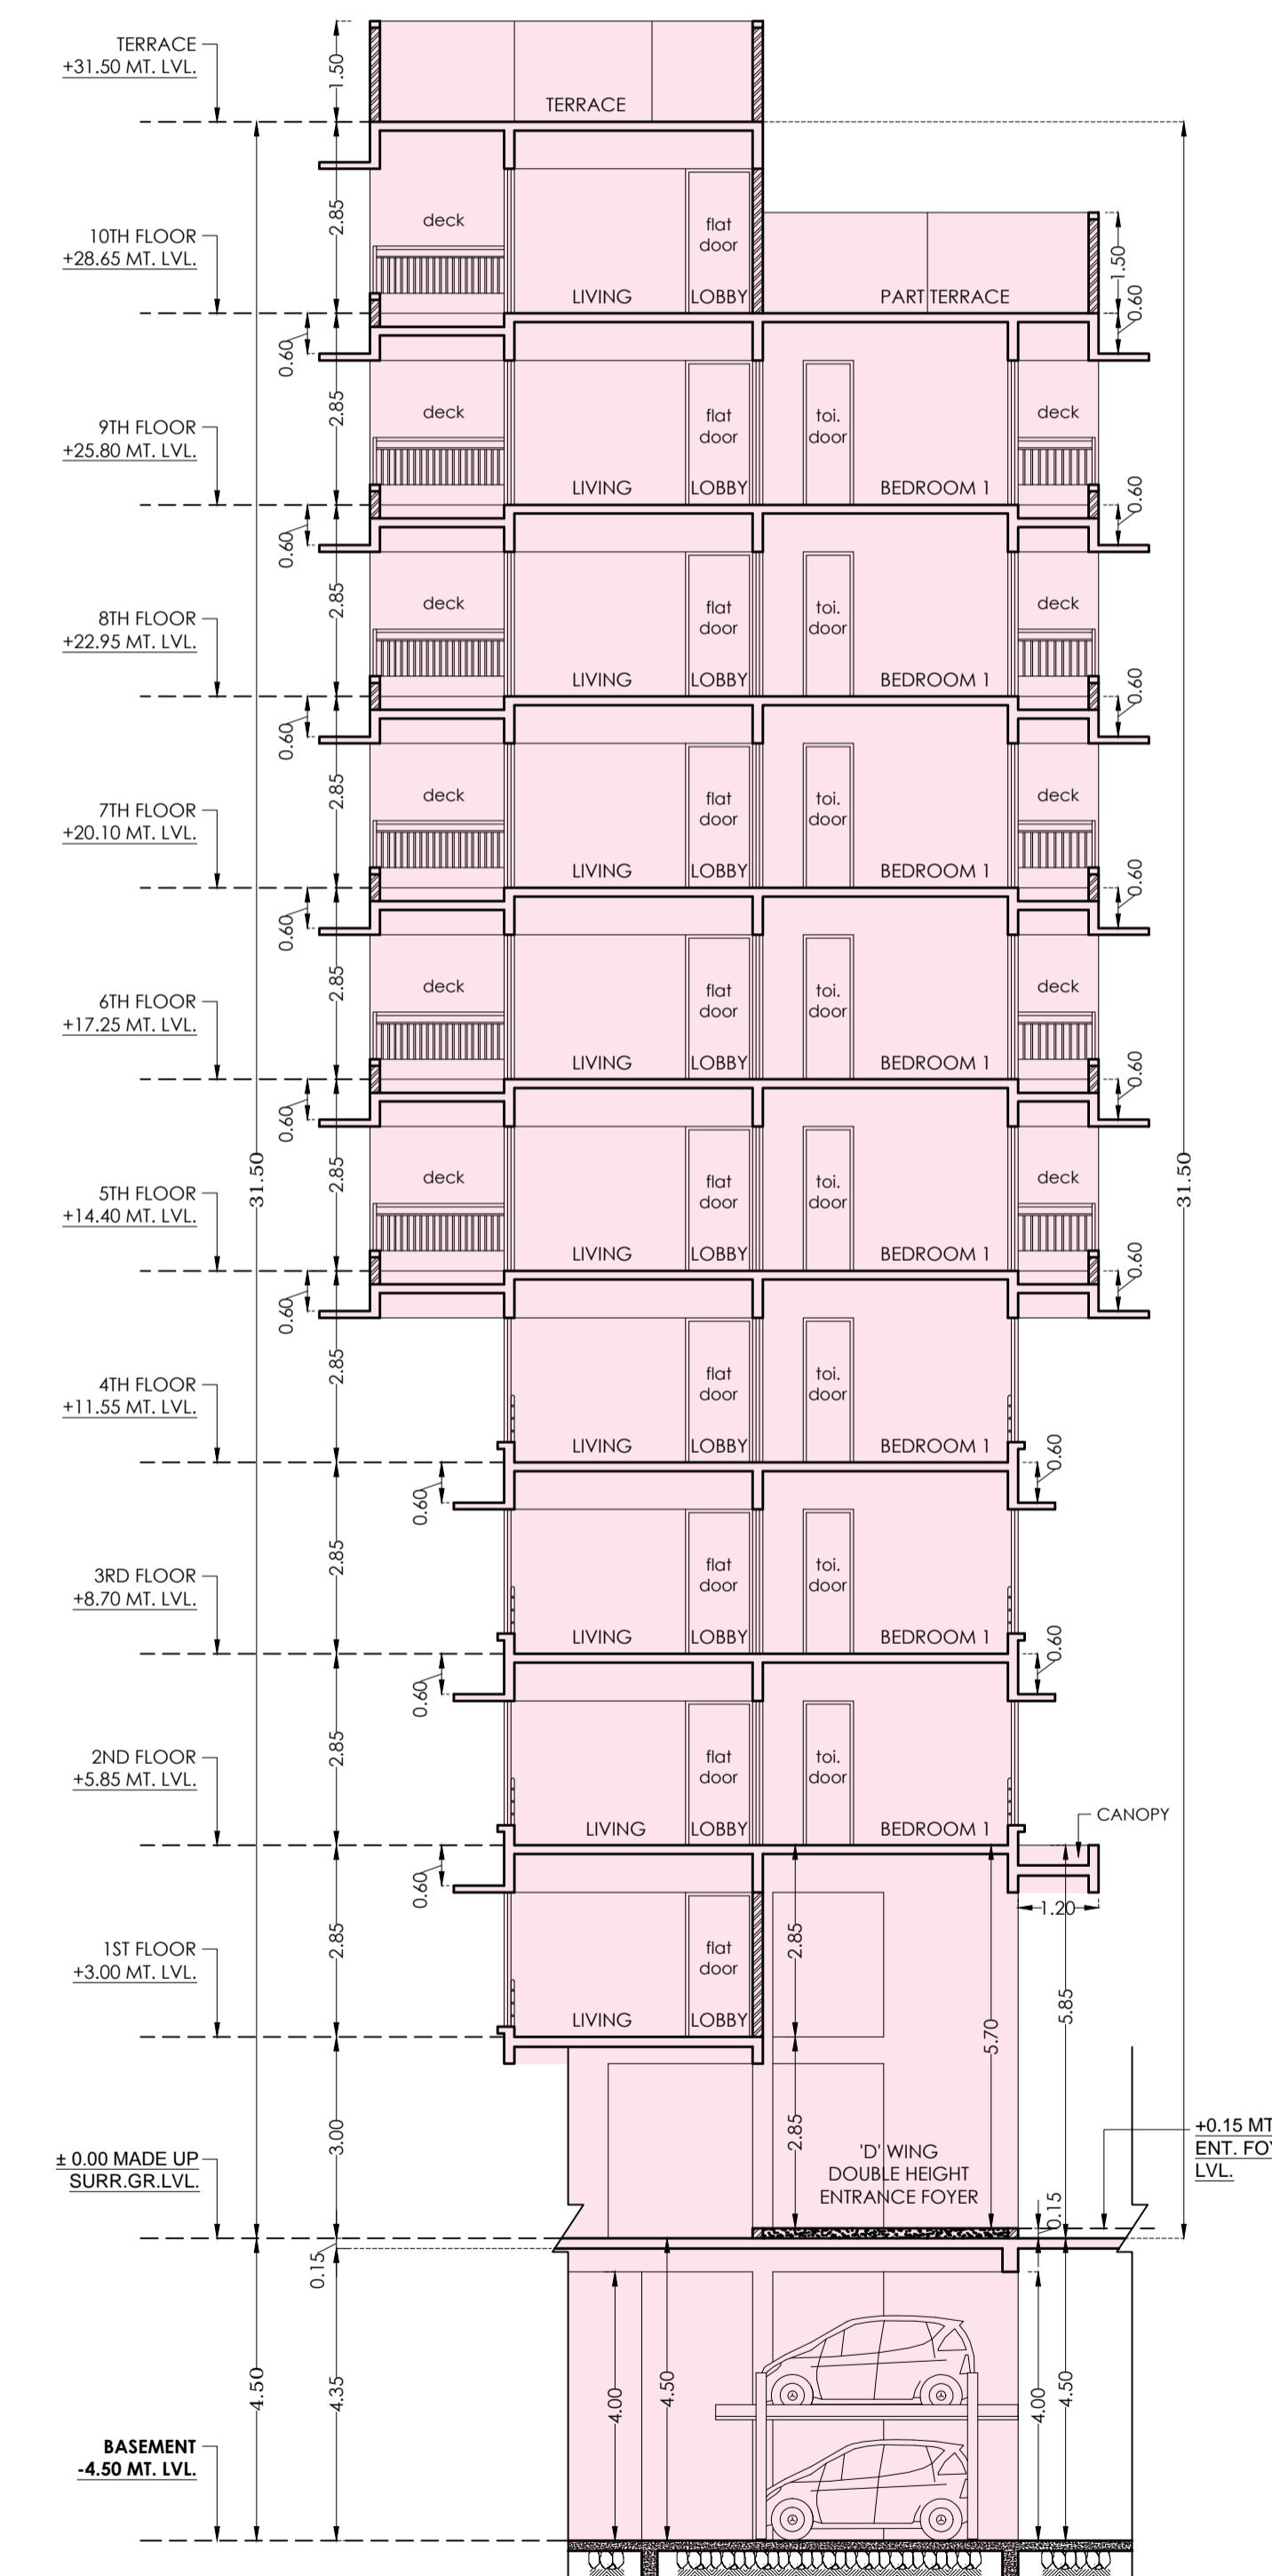 TERRACE
+31.50 MT. LVL.
1.50
TERRACE
10TH FLOOR
+28.65 MT. LVL.
2.85
deck
flat
door
LIVING
LOBBY
PART TERRACE
1.50
0.60
0.60
9TH FLOOR
+25.80 MT. LVL.
2.85
deck
flat
door
toi.
door
deck
LIVING
LOBBY
BEDROOM 1
0.60
0.60
8TH FLOOR
+22.95 MT. LVL.
2.85
deck
flat
door
toi.
door
deck
LIVING
LOBBY
BEDROOM 1
0.60
0.60
7TH FLOOR
+20.10 MT. LVL.
2.85
deck
flat
door
toi.
door
deck
LIVING
LOBBY
BEDROOM 1
0.60
0.60
6TH FLOOR
+17.25 MT. LVL.
2.85
deck
flat
door
toi.
door
deck
LIVING
LOBBY
BEDROOM 1
0.60
0.60
31.50
5TH FLOOR
+14.40 MT. LVL.
2.85
deck
flat
door
toi.
door
deck
31.50
LIVING
LOBBY
BEDROOM 1
0.60
0.60
4TH FLOOR
+11.55 MT. LVL.
2.85
flat
door
toi.
door
LIVING
LOBBY
BEDROOM 1
0.60
0.60
3RD FLOOR
+8.70 MT. LVL.
2.85
flat
door
toi.
door
LIVING
LOBBY
BEDROOM 1
0.60
0.60
2ND FLOOR
+5.85 MT. LVL.
2.85
flat
door
toi.
door
LIVING
LOBBY
BEDROOM 1
CANOPY
0.60
1.20
1ST FLOOR
+3.00 MT. LVL.
2.85
flat
door
2.85
LIVING
LOBBY
5.70
5.85
± 0.00 MADE UP
SURR.GR.LVL.
3.00
2.85
'D' WING
DOUBLE HEIGHT
ENTRANCE FOYER
0.15
+0.15 MT
ENT. FOY
LVL.
0.15
4.50
4.35
4.00
4.50
4.00
4.50
BASEMENT
-4.50 MT. LVL.